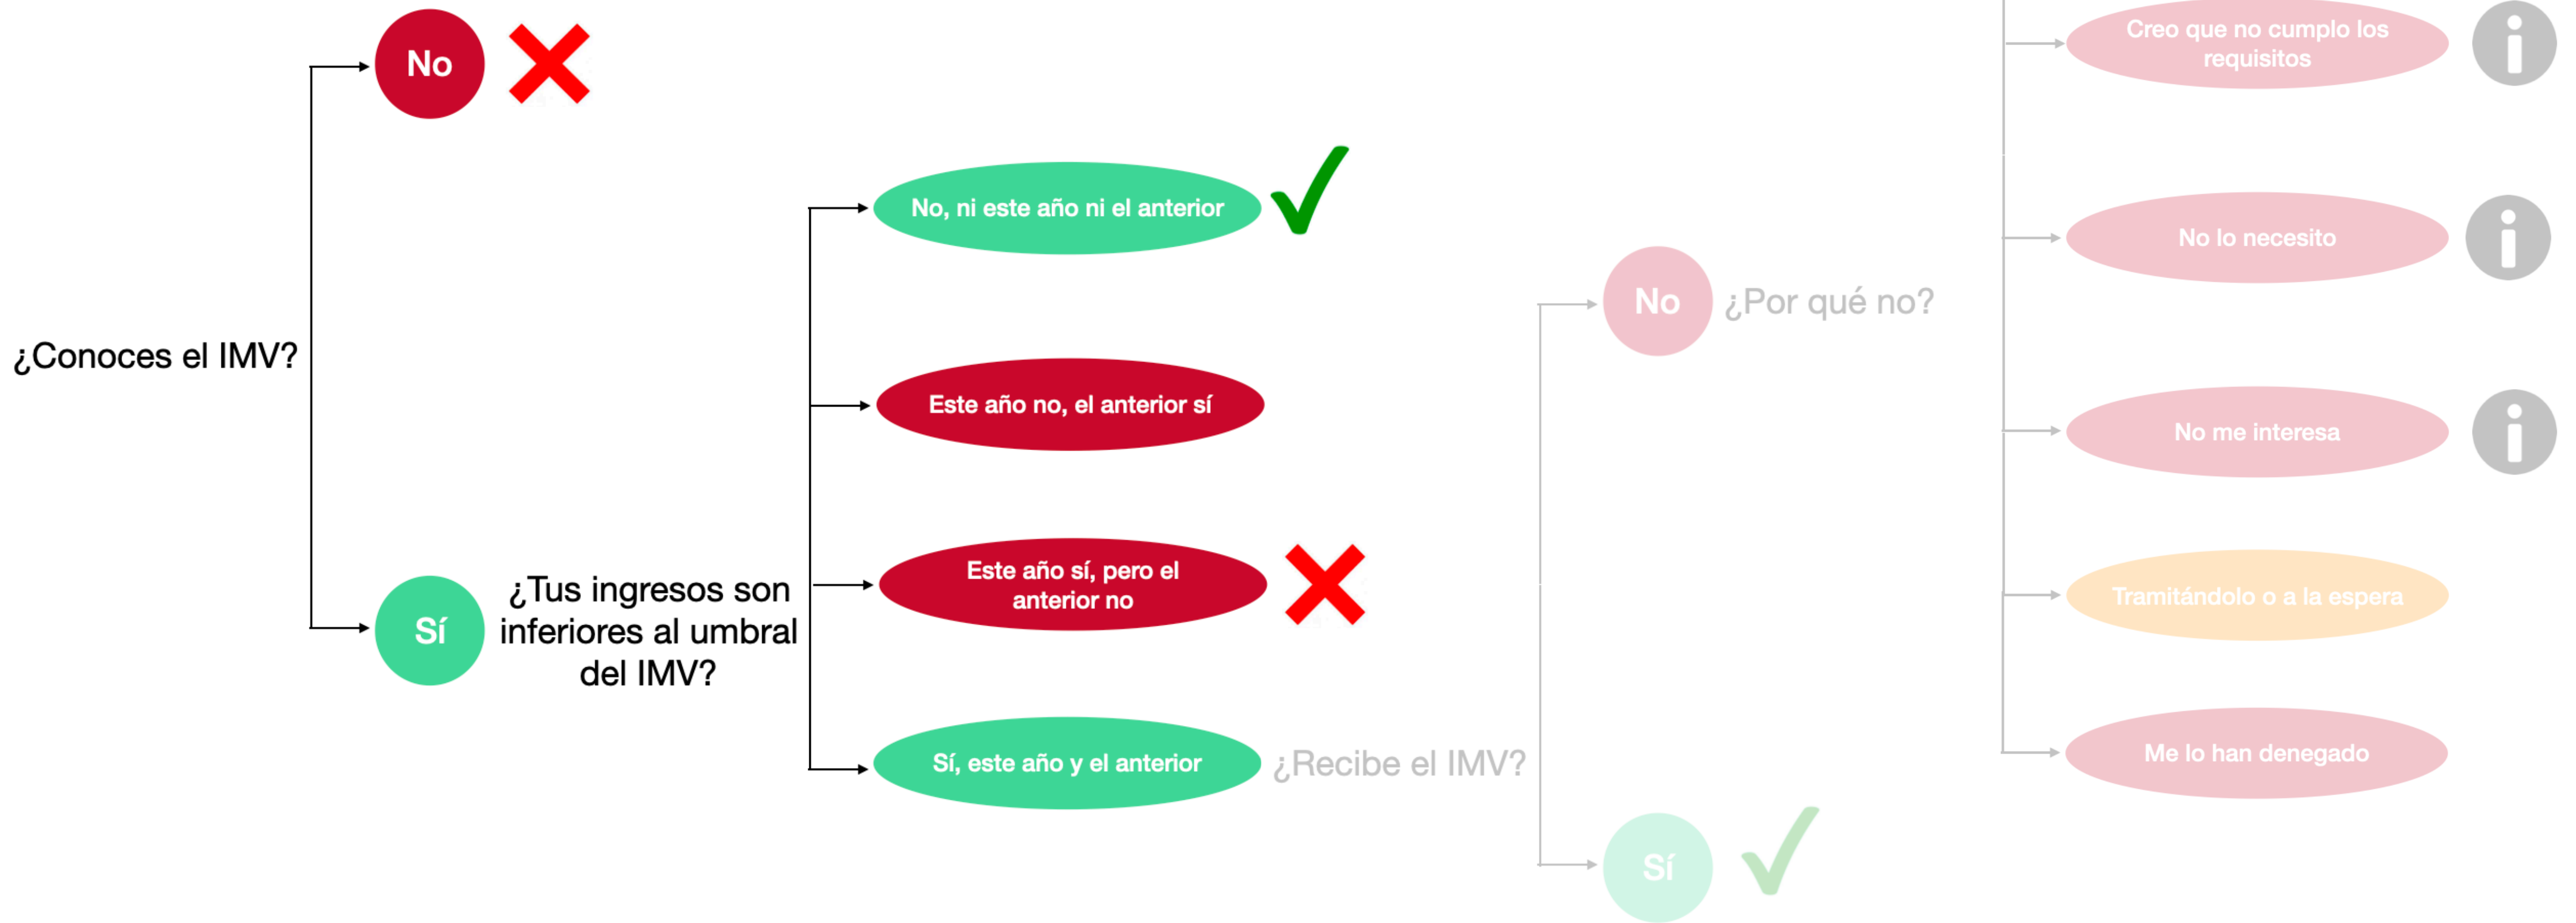 ¿Conoces el IMV?
No
Sí
¿Tus ingresos son
inferiores al umbral
del IMV?
No, ni este año ni el anterior
Este año no, el anterior sí
Este año sí, pero el
anterior no
Sí, este año y el anterior
¿Recibe el IMV?
No
¿Por qué no?
Sí
Creo que no cumplo los
requisitos
No lo necesito
No me interesa
Tramitándolo o a la espera
Me lo han denegado